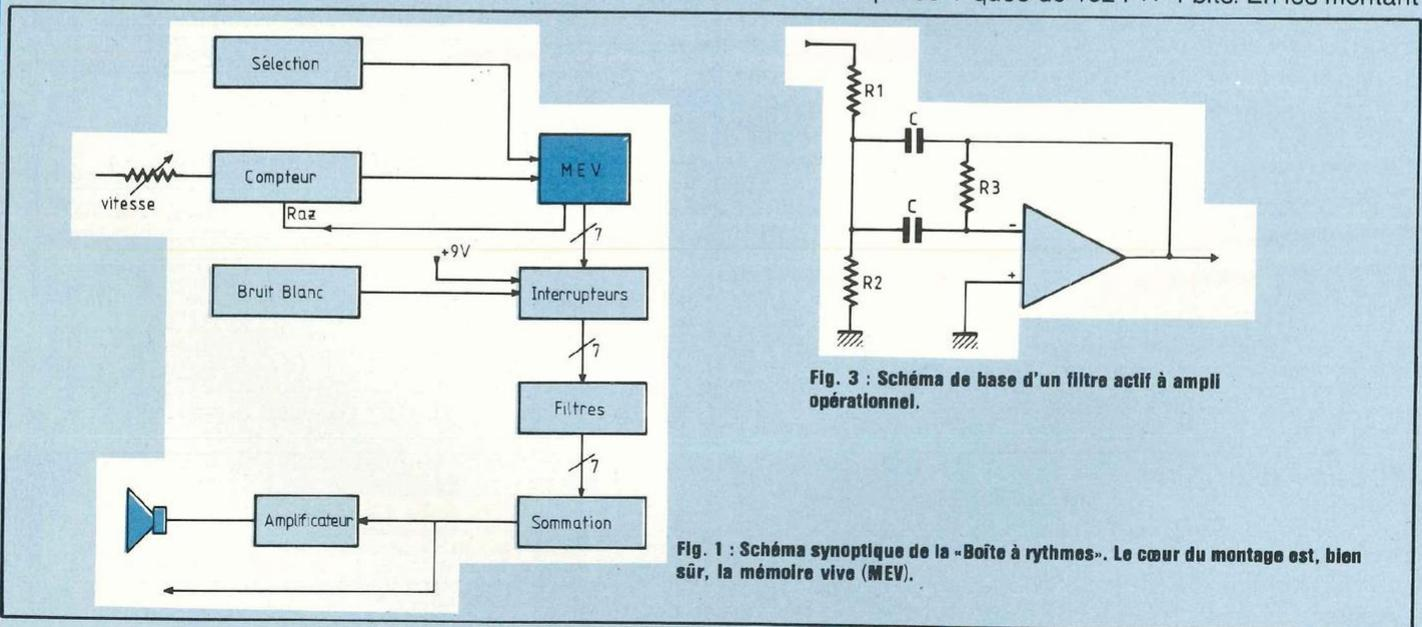 Sélection
MEV
Compteur
vitesse
Raz
7
+9V
Bruit Blanc
Interrupteurs
7
Filtres
7
Amplificateur
Sommation
R1
C
R3
C
-
+
R2
Fig. 3 : Schéma de base d'un filtre actif à ampli
opérationnel.
Fig. 1 : Schéma synoptique de la «Boîte à rythmes». Le cœur du montage est, bien
sûr, la mémoire vive (MEV).